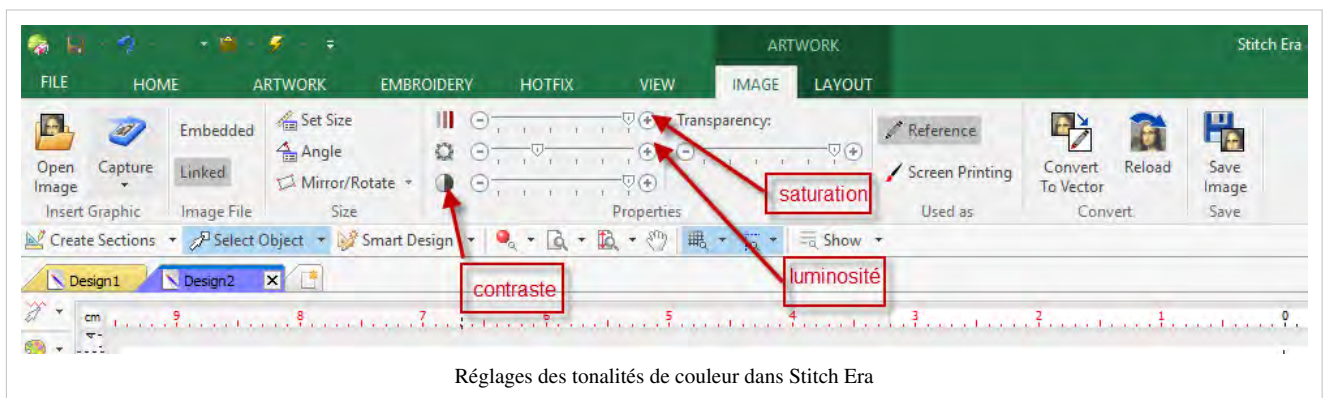 ARTWORK Stitch Era
FILE HOME ARTWORK EMBROIDERY HOTFIX VIEW IMAGE LAYOUT
Open Image
Capture
Insert Graphic
Embedded
Linked
Image File
Set Size
Angle
Mirror/Rotate
Size
Transparency:
Properties
Reference
Screen Printing
Used as
Convert To Vector
Reload
Convert
Save Image
Save
saturation
Create Sections Select Object Smart Design Show
luminosité
contraste
Design1 Design2
cm 9 8 7 6 5 4 3 2 1 0
Réglages des tonalités de couleur dans Stitch Era